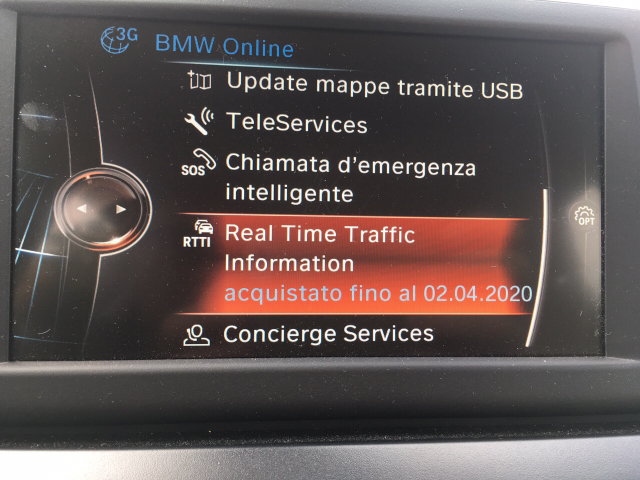 3G BMW Online
Update mappe tramite USB
TeleServices
SOS Chiamata d'emergenza
intelligente
Real Time Traffic
RTTI Information
acquistato fino al 02.04.2020
Concierge Services
OPT